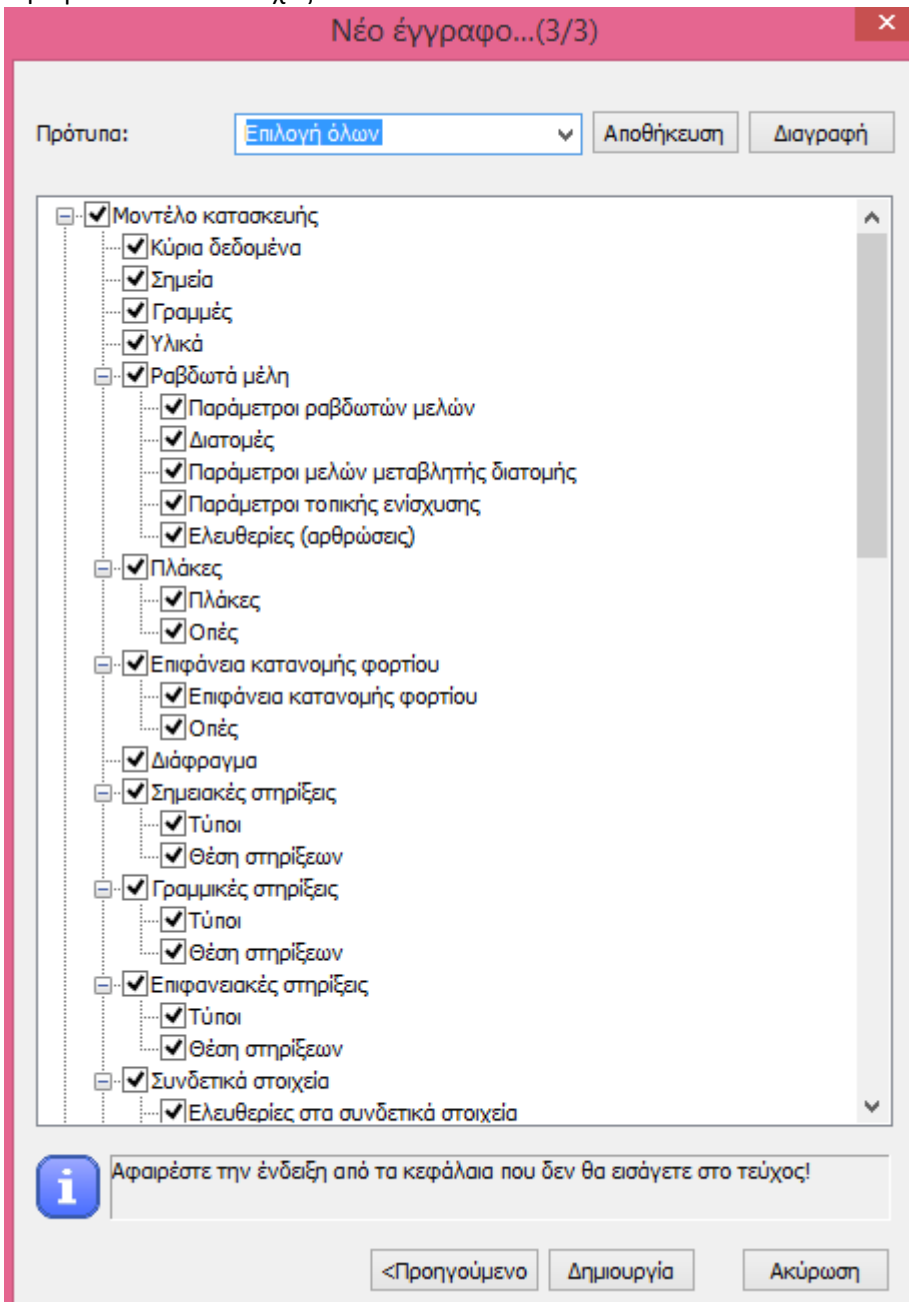 Νέο έγγραφο...(3/3)
Πρότυπα: Επιλογή όλων Αποθήκευση Διαγραφή
Μοντέλο κατασκευής
Κύρια δεδομένα
Σημεία
Γραμμές
Υλικά
Ραβδωτά μέλη
Παράμετροι ραβδωτών μελών
Διατομές
Παράμετροι μελών μεταβλητής διατομής
Παράμετροι τοπικής ενίσχυσης
Ελευθερίες (αρθρώσεις)
Πλάκες
Πλάκες
Οπές
Επιφάνεια κατανομής φορτίου
Επιφάνεια κατανομής φορτίου
Οπές
Διάφραγμα
Σημειακές στηρίξεις
Τύποι
Θέση στηρίξεων
Γραμμικές στηρίξεις
Τύποι
Θέση στηρίξεων
Επιφανειακές στηρίξεις
Τύποι
Θέση στηρίξεων
Συνδετικά στοιχεία
Ελευθερίες στα συνδετικά στοιχεία
Αφαιρέστε την ένδειξη από τα κεφάλαια που δεν θα εισάγετε στο τεύχος!
<Προηγούμενο Δημιουργία Ακύρωση